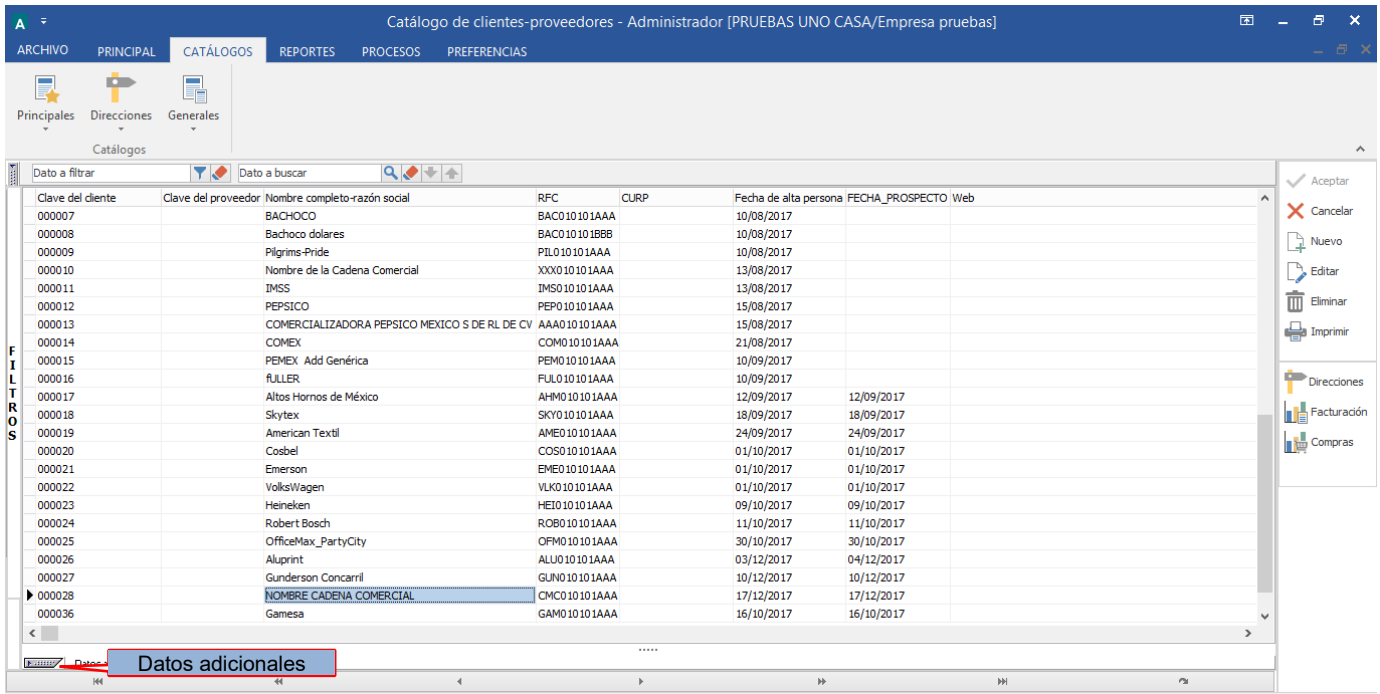 A
Catálogo de clientes-proveedores - Administrador [PRUEBAS UNO CASA/Empresa pruebas]
ARCHIVO PRINCIPAL CATÁLOGOS REPORTES PROCESOS PREFERENCIAS
Principales Direcciones Generales
Catálogos
Dato a filtrar Dato a buscar
Clave del cliente Clave del proveedor Nombre completo-razón social RFC CURP Fecha de alta persona FECHA_PROSPECTO Web
000007 BACHOCO BAC010101AAA 10/08/2017
000008 Bachoco dolares BAC010101BBB 10/08/2017
000009 Pilgrims-Pride PIL010101AAA 10/08/2017
000010 Nombre de la Cadena Comercial XXX010101AAA 13/08/2017
000011 IMSS IMS010101AAA 13/08/2017
000012 PEPSICO PEP010101AAA 15/08/2017
000013 COMERCIALIZADORA PEPSICO MEXICO S DE RL DE CV AAA010101AAA 15/08/2017
000014 COMEX COM010101AAA 21/08/2017
000015 PEMEX Add Genérica PEM010101AAA 10/09/2017
000016 fULLER FUL010101AAA 10/09/2017
000017 Altos Hornos de México AHM010101AAA 12/09/2017 12/09/2017
000018 Skytex SKY010101AAA 18/09/2017 18/09/2017
000019 American Textil AME010101AAA 24/09/2017 24/09/2017
000020 Cosbel COS010101AAA 01/10/2017 01/10/2017
000021 Emerson EME010101AAA 01/10/2017 01/10/2017
000022 VolksWagen VLK010101AAA 01/10/2017 01/10/2017
000023 Heineken HEI010101AAA 09/10/2017 09/10/2017
000024 Robert Bosch ROB010101AAA 11/10/2017 11/10/2017
000025 OfficeMax_PartyCity OFM010101AAA 30/10/2017 30/10/2017
000026 Aluprint ALU010101AAA 03/12/2017 04/12/2017
000027 Gunderson Concarril GUN010101AAA 10/12/2017 10/12/2017
000028 NOMBRE CADENA COMERCIAL CMC010101AAA 17/12/2017 17/12/2017
000036 Gamesa GAM010101AAA 16/10/2017 16/10/2017
FILTROS
Datos adicionales
Aceptar
Cancelar
Nuevo
Editar
Eliminar
Imprimir
Direcciones
Facturación
Compras